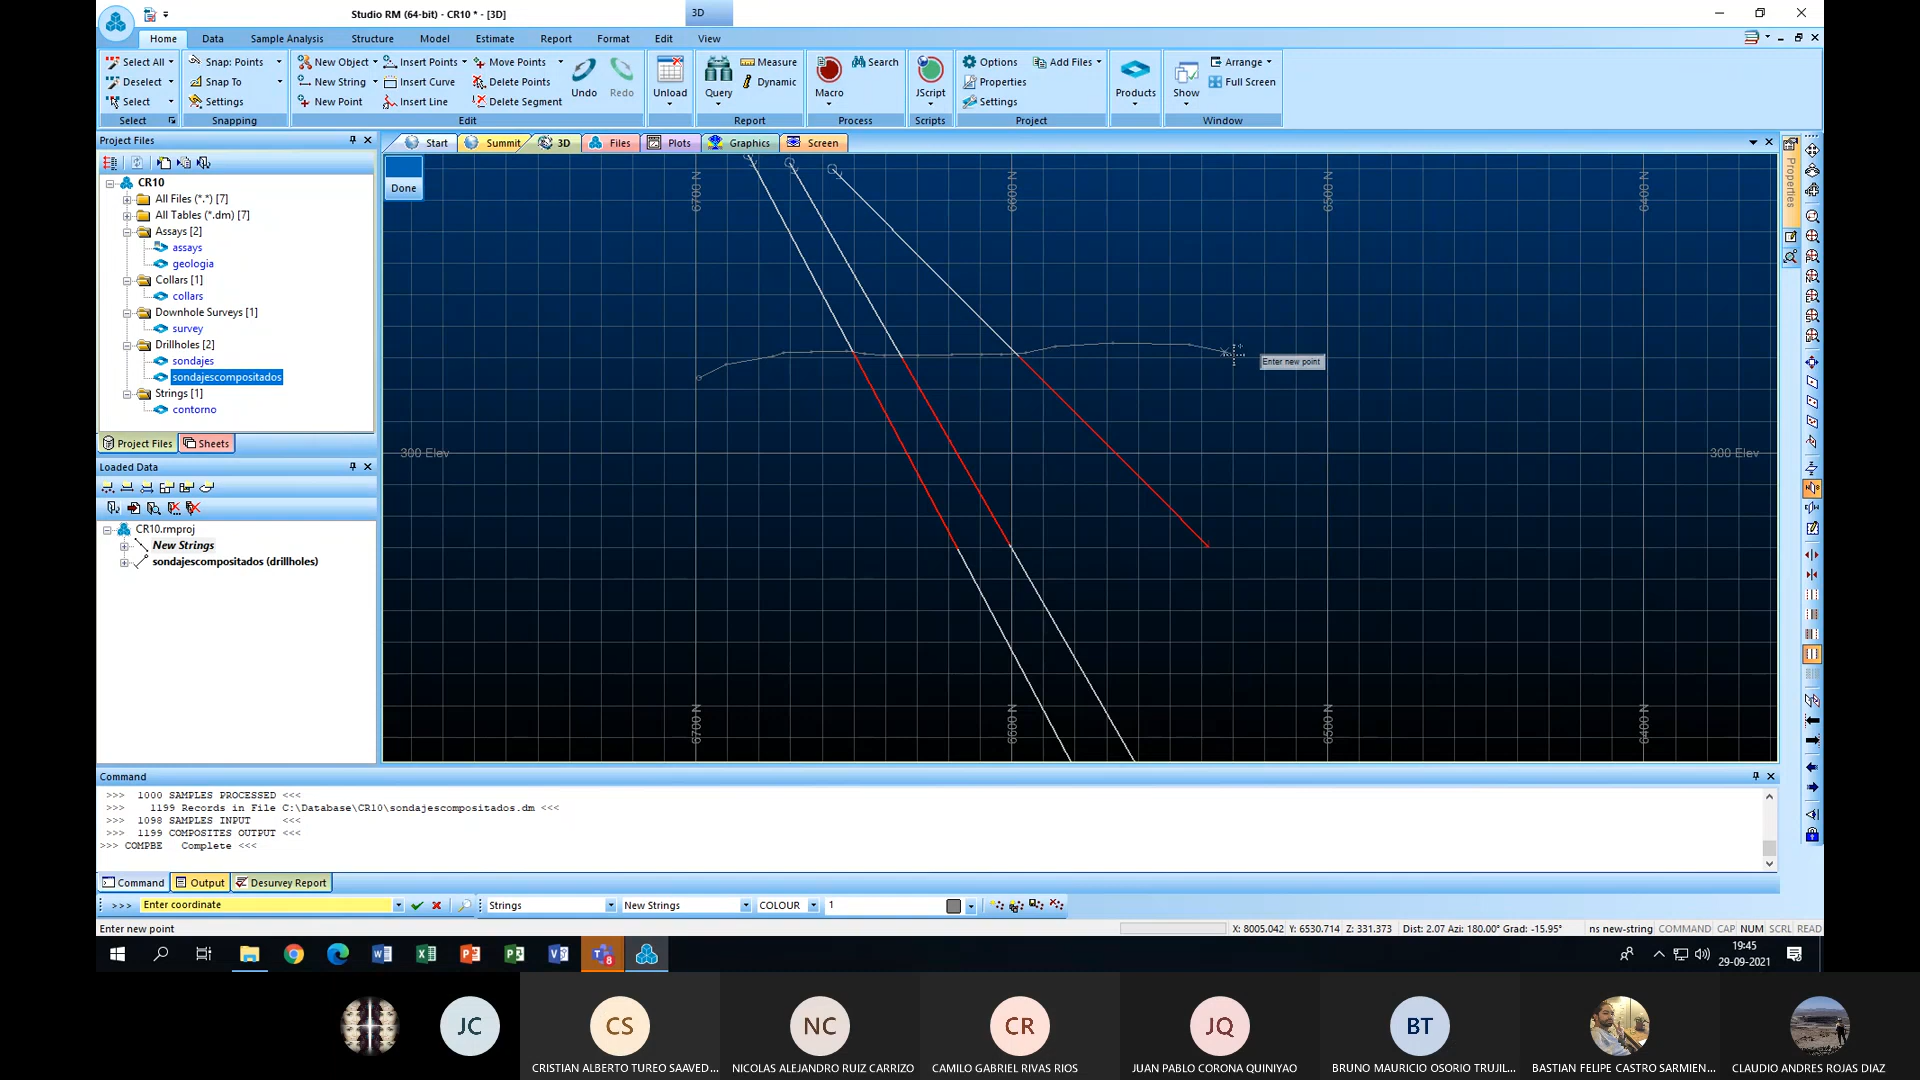 Studio RM (64-bit) - CR10 * - [3D]
3D
Home
Data
Sample Analysis
Structure
Model
Estimate
Report
Format
Edit
View
Select All
Deselect
Select
Select
Snap: Points
Snap To
Settings
Snapping
New Object
New String
New Point
Insert Points
Insert Curve
Insert Line
Move Points
Delete Points
Delete Segment
Edit
Undo
Redo
Unload
Query
Measure
Dynamic
Report
Macro
Search
Process
JScript
Scripts
Options
Properties
Settings
Add Files
Project
Products
Show
Arrange
Full Screen
Window
Project Files
CR10
All Files (*.*) [7]
All Tables (*.dm) [7]
Assays [2]
assays
geologia
Collars [1]
collars
Downhole Surveys [1]
survey
Drillholes [2]
sondajes
sondajescompositados
Strings [1]
contorno
Project Files
Sheets
Loaded Data
CR10.rmproj
New Strings
sondajescompositados (drillholes)
Start
Summit
3D
Files
Plots
Graphics
Screen
Done
6700 N
6600 N
6500 N
6400 N
Enter new point
300 Elev
300 Elev
6700 N
6600 N
6500 N
6400 N
Properties
Command
>>> 1000 SAMPLES PROCESSED <<<
>>> 1199 Records in File C:\Database\CR10\sondajescompositados.dm <<<
>>> 1098 SAMPLES INPUT <<<
>>> 1199 COMPOSITES OUTPUT <<<
>>> COMPBE Complete <<<
Command
Output
Desurvey Report
>>> Enter coordinate
Strings
New Strings
COLOUR
1
Enter new point
X: 8005.042 Y: 6530.714 Z: 331.373
Dist: 2.07 Azi: 180.00° Grad: -15.95°
ns new-string
COMMAND
CAP
NUM
SCRL
READ
19:45
29-09-2021
JC
CS
CRISTIAN ALBERTO TUREO SAAVED...
NC
NICOLAS ALEJANDRO RUIZ CARRIZO
CR
CAMILO GABRIEL RIVAS RIOS
JQ
JUAN PABLO CORONA QUINIYAO
BT
BRUNO MAURICIO OSORIO TRUJIL...
BASTIAN FELIPE CASTRO SARMIEN...
CLAUDIO ANDRES ROJAS DIAZ